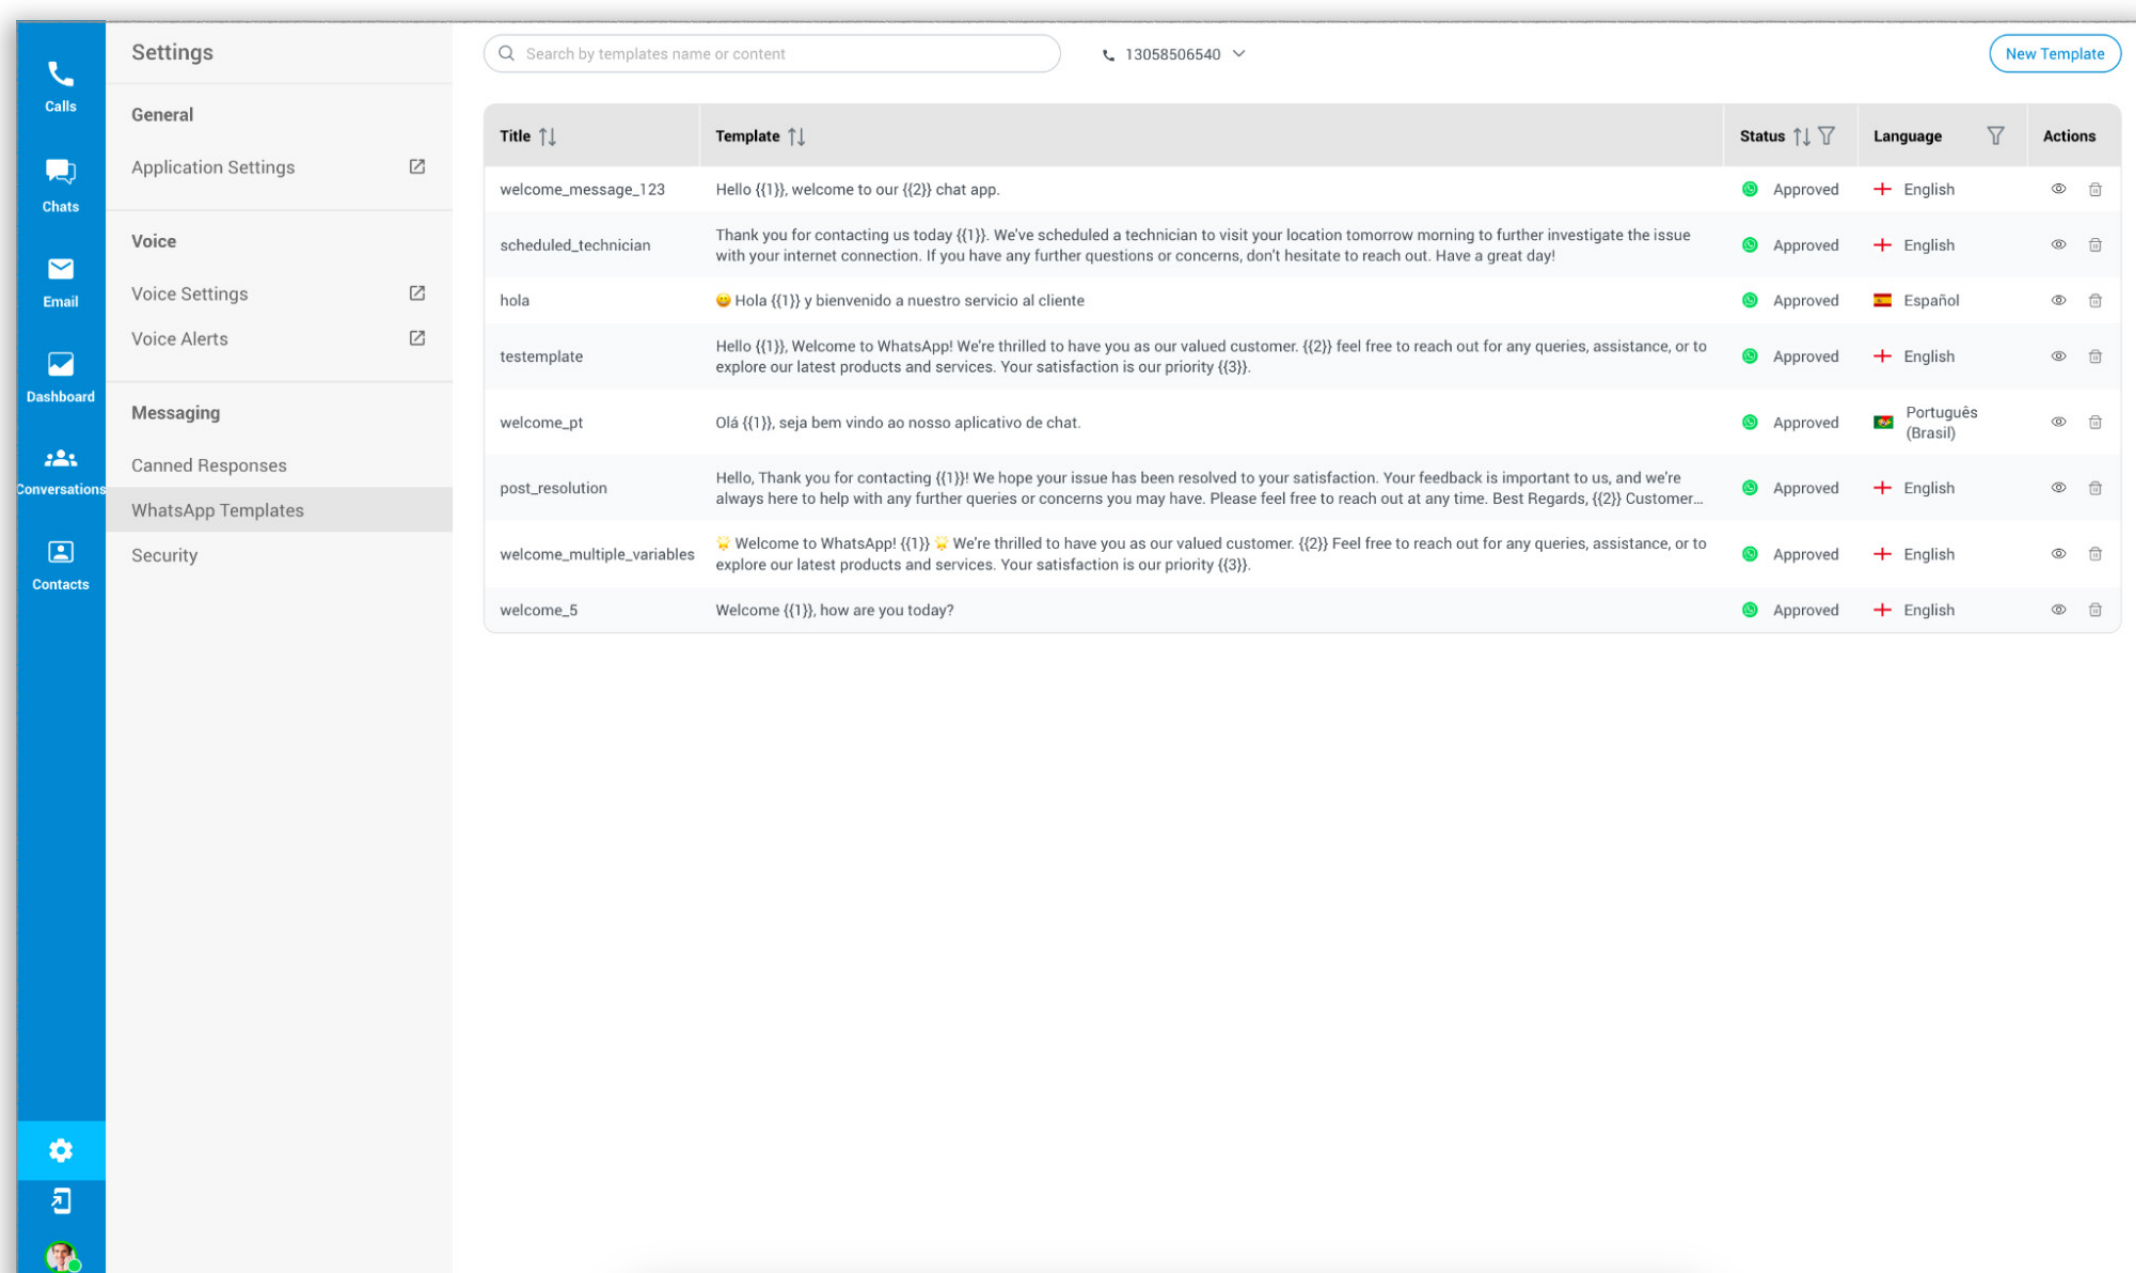 Calls
Chats
Email
Dashboard
Conversations
Contacts
Settings
General
Application Settings
Voice
Voice Settings
Voice Alerts
Messaging
Canned Responses
WhatsApp Templates
Security
Search by templates name or content
13058506540
New Template
Title Template Status Language Actions
welcome_message_123 Hello {{1}}, welcome to our {{2}} chat app. Approved English
scheduled_technician Thank you for contacting us today {{1}}. We've scheduled a technician to visit your location tomorrow morning to further investigate the issue
with your internet connection. If you have any further questions or concerns, don't hesitate to reach out. Have a great day! Approved English
hola 😀 Hola {{1}} y bienvenido a nuestro servicio al cliente Approved Español
testemplate Hello {{1}}, Welcome to WhatsApp! We're thrilled to have you as our valued customer. {{2}} feel free to reach out for any queries, assistance, or to
explore our latest products and services. Your satisfaction is our priority {{3}}. Approved English
welcome_pt Olá {{1}}, seja bem vindo ao nosso aplicativo de chat. Approved Português
(Brasil)
post_resolution Hello, Thank you for contacting {{1}}! We hope your issue has been resolved to your satisfaction. Your feedback is important to us, and we're
always here to help with any further queries or concerns you may have. Please feel free to reach out at any time. Best Regards, {{2}} Customer... Approved English
welcome_multiple_variables 🌟 Welcome to WhatsApp! {{1}} 🌟 We're thrilled to have you as our valued customer. {{2}} Feel free to reach out for any queries, assistance, or to
explore our latest products and services. Your satisfaction is our priority {{3}}. Approved English
welcome_5 Welcome {{1}}, how are you today? Approved English